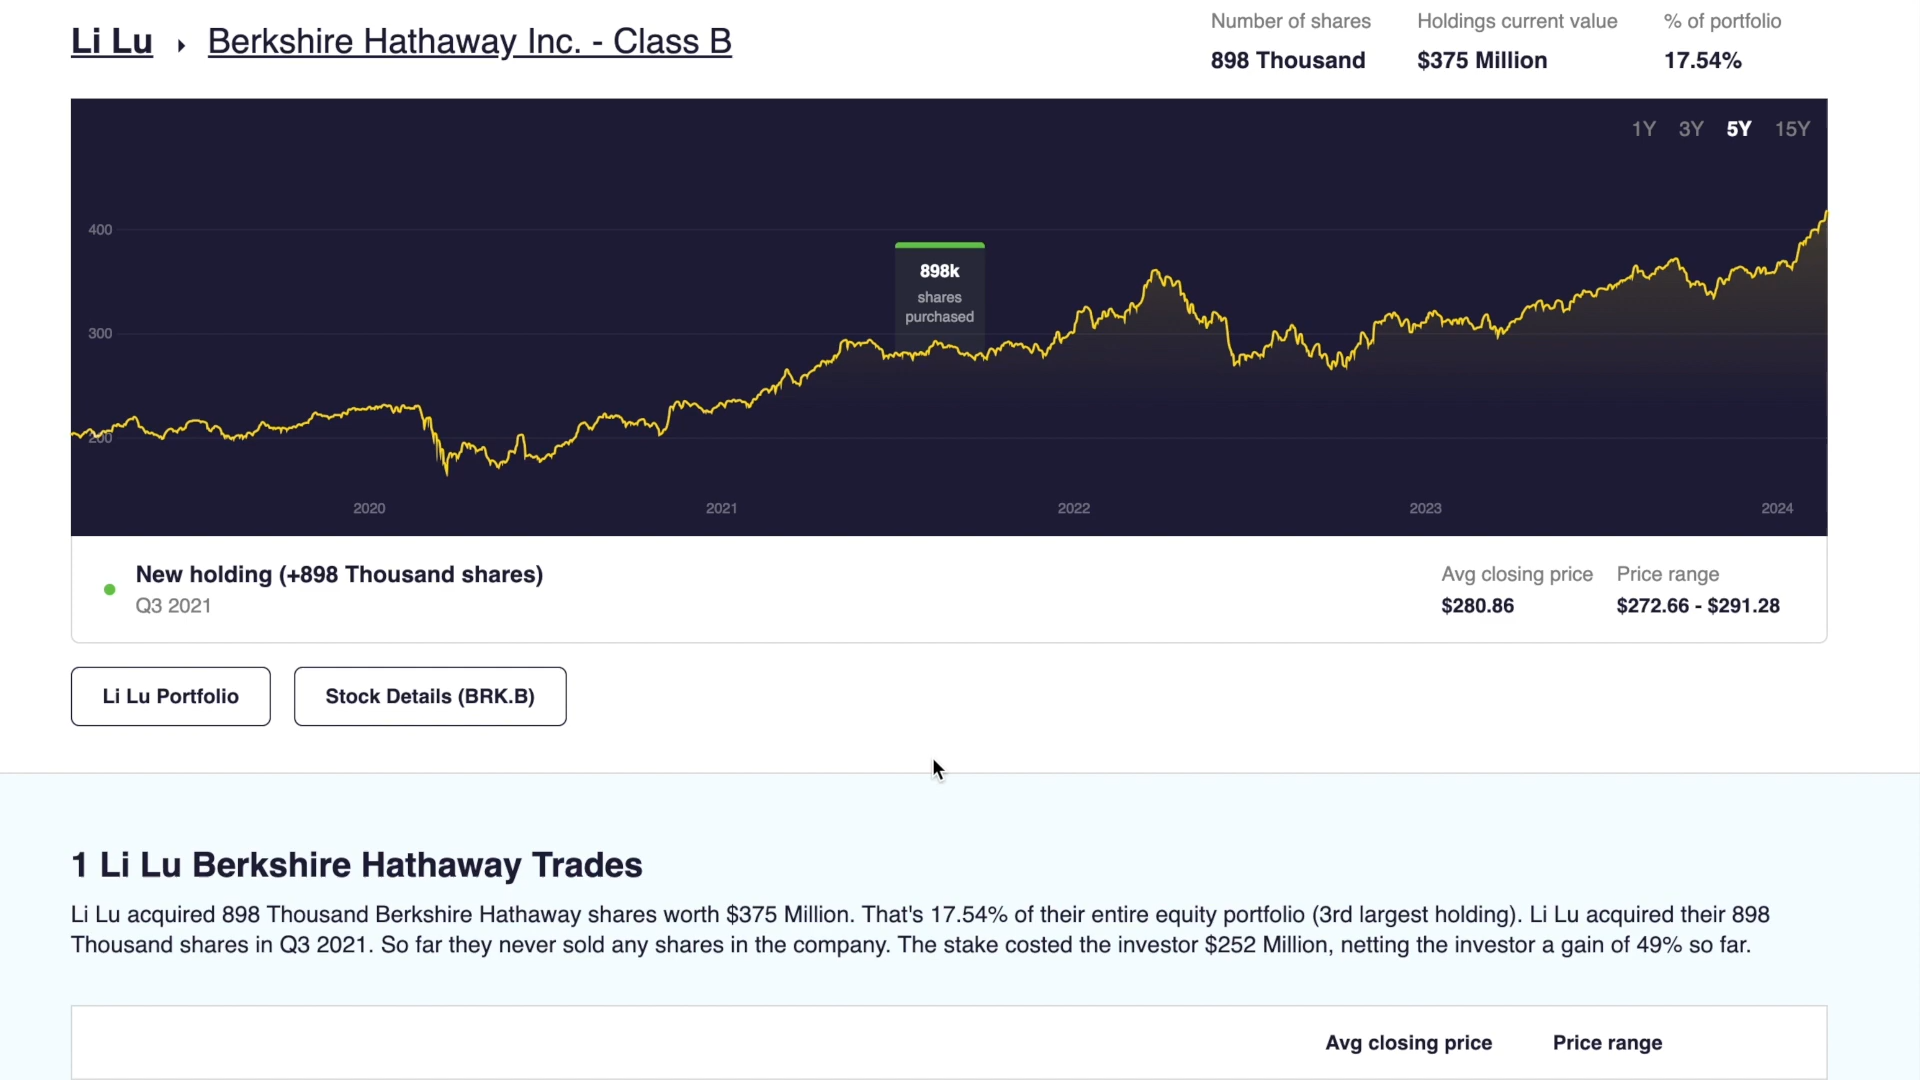 Li Lu ▸ Berkshire Hathaway Inc. - Class B
Number of shares Holdings current value % of portfolio
898 Thousand $375 Million 17.54%
1Y 3Y 5Y 15Y
400
898k
shares
purchased
300
200
2020 2021 2022 2023 2024
New holding (+898 Thousand shares)
Q3 2021
Avg closing price Price range
$280.86 $272.66 - $291.28
Li Lu Portfolio Stock Details (BRK.B)
1 Li Lu Berkshire Hathaway Trades
Li Lu acquired 898 Thousand Berkshire Hathaway shares worth $375 Million. That's 17.54% of their entire equity portfolio (3rd largest holding). Li Lu acquired their 898
Thousand shares in Q3 2021. So far they never sold any shares in the company. The stake costed the investor $252 Million, netting the investor a gain of 49% so far.
Avg closing price Price range